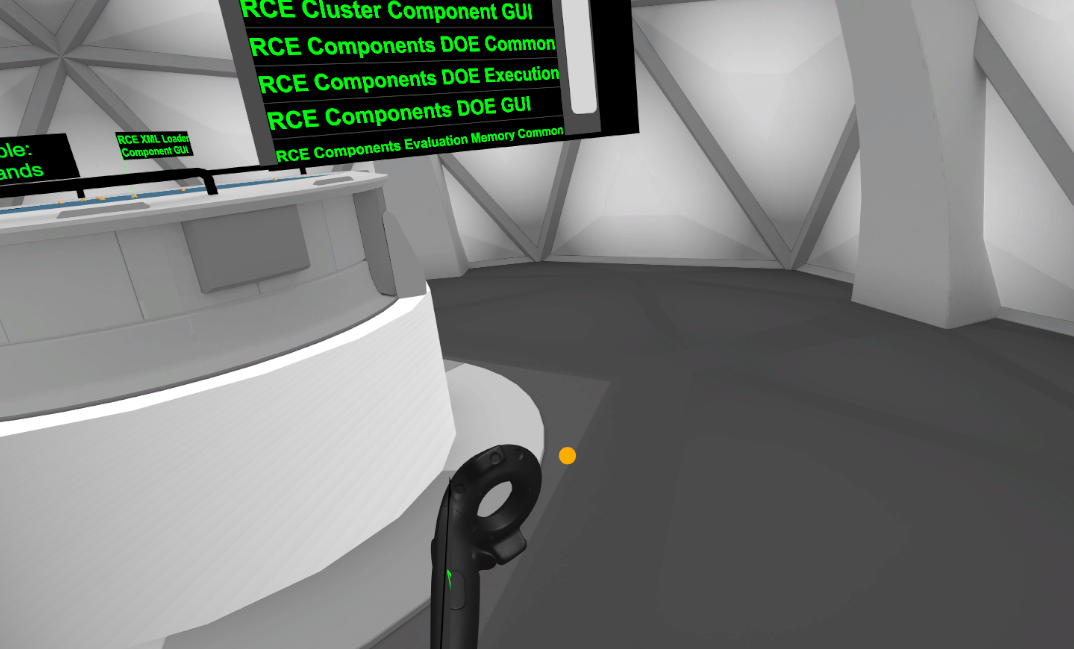 RCE Cluster Component GUI
RCE Components DOE Common
RCE Components DOE Execution
RCE Components DOE GUI
RCE Components Evaluation Memory Common
RCE XML Loader
Component GUI